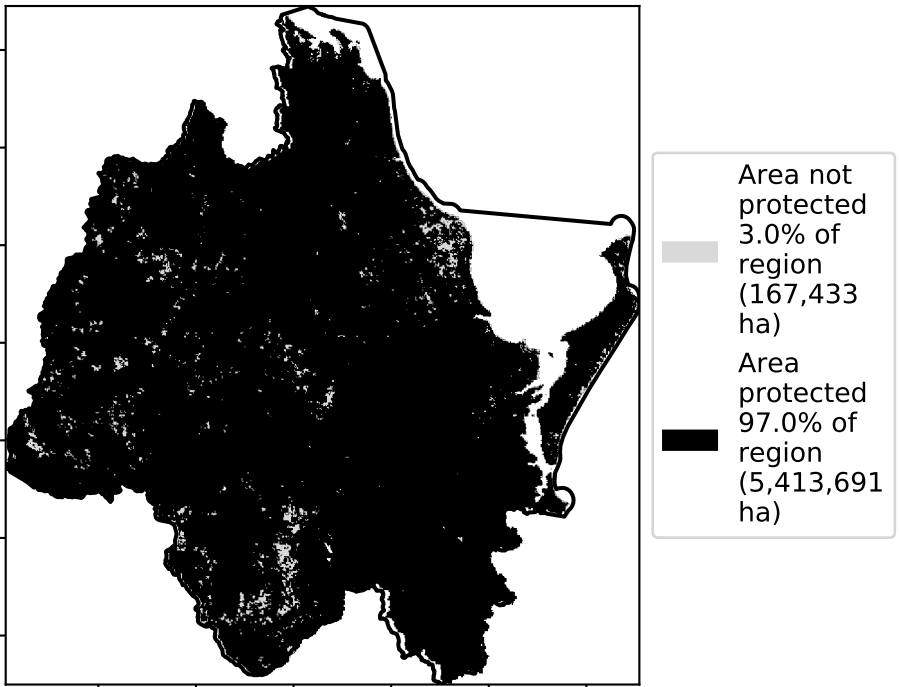 Area not
protected
3.0% of
region
(167,433
ha)
Area
protected
97.0% of
region
(5,413,691
ha)